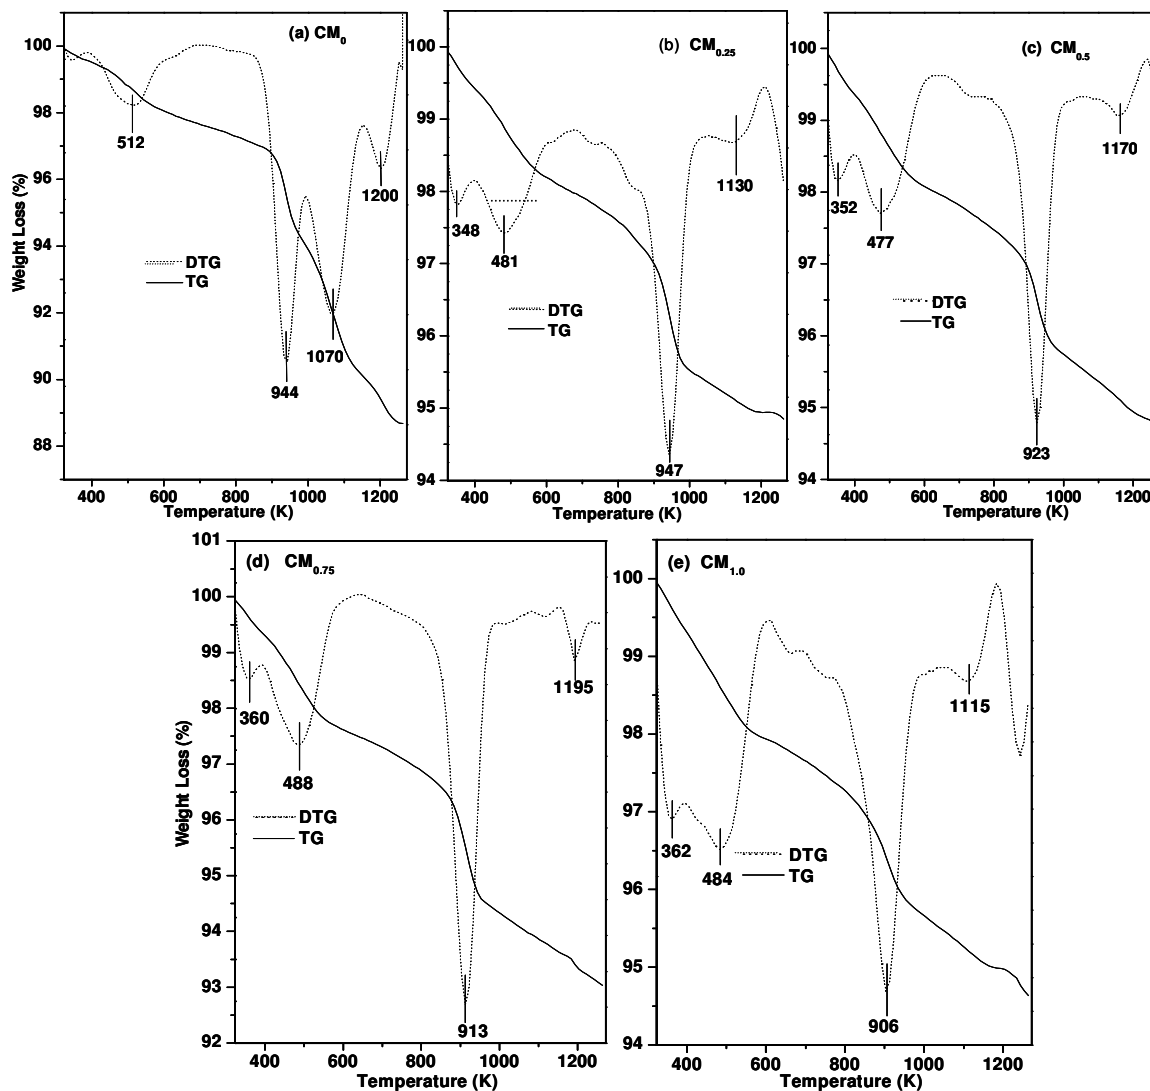 (a) CM0
100
98
96
94
92
90
88
Weight Loss (%)
512
944
1070
1200
DTG
TG
400 600 800 1000 1200
Temperature (K)
(b) CM0.25
100
99
98
97
96
95
94
348
481
947
1130
DTG
TG
400 600 800 1000 1200
Temperature (K)
(c) CM0.5
100
99
98
97
96
95
94
352
477
923
1170
DTG
TG
400 600 800 1000 1200
Temperature (K)
(d) CM0.75
101
100
99
98
97
96
95
94
93
92
Weight Loss (%)
360
488
913
1195
DTG
TG
400 600 800 1000 1200
Temperature (K)
(e) CM1.0
100
99
98
97
96
95
94
362
484
906
1115
DTG
TG
400 600 800 1000 1200
Temperature (K)